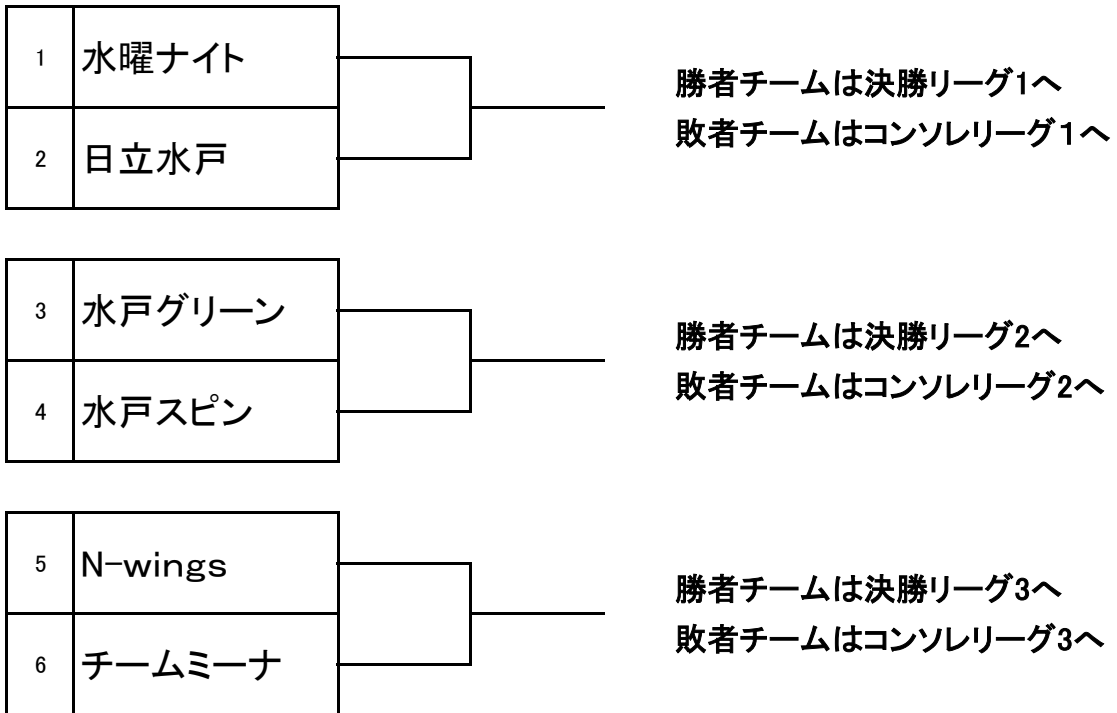 1 水曜ナイト
勝者チームは決勝リーグ1へ
敗者チームはコンソレリーグ１へ
2 日立水戸
3 水戸グリーン
勝者チームは決勝リーグ2へ
敗者チームはコンソレリーグ2へ
4 水戸スピン
5 N-wings
勝者チームは決勝リーグ3へ
敗者チームはコンソレリーグ3へ
6 チームミーナ